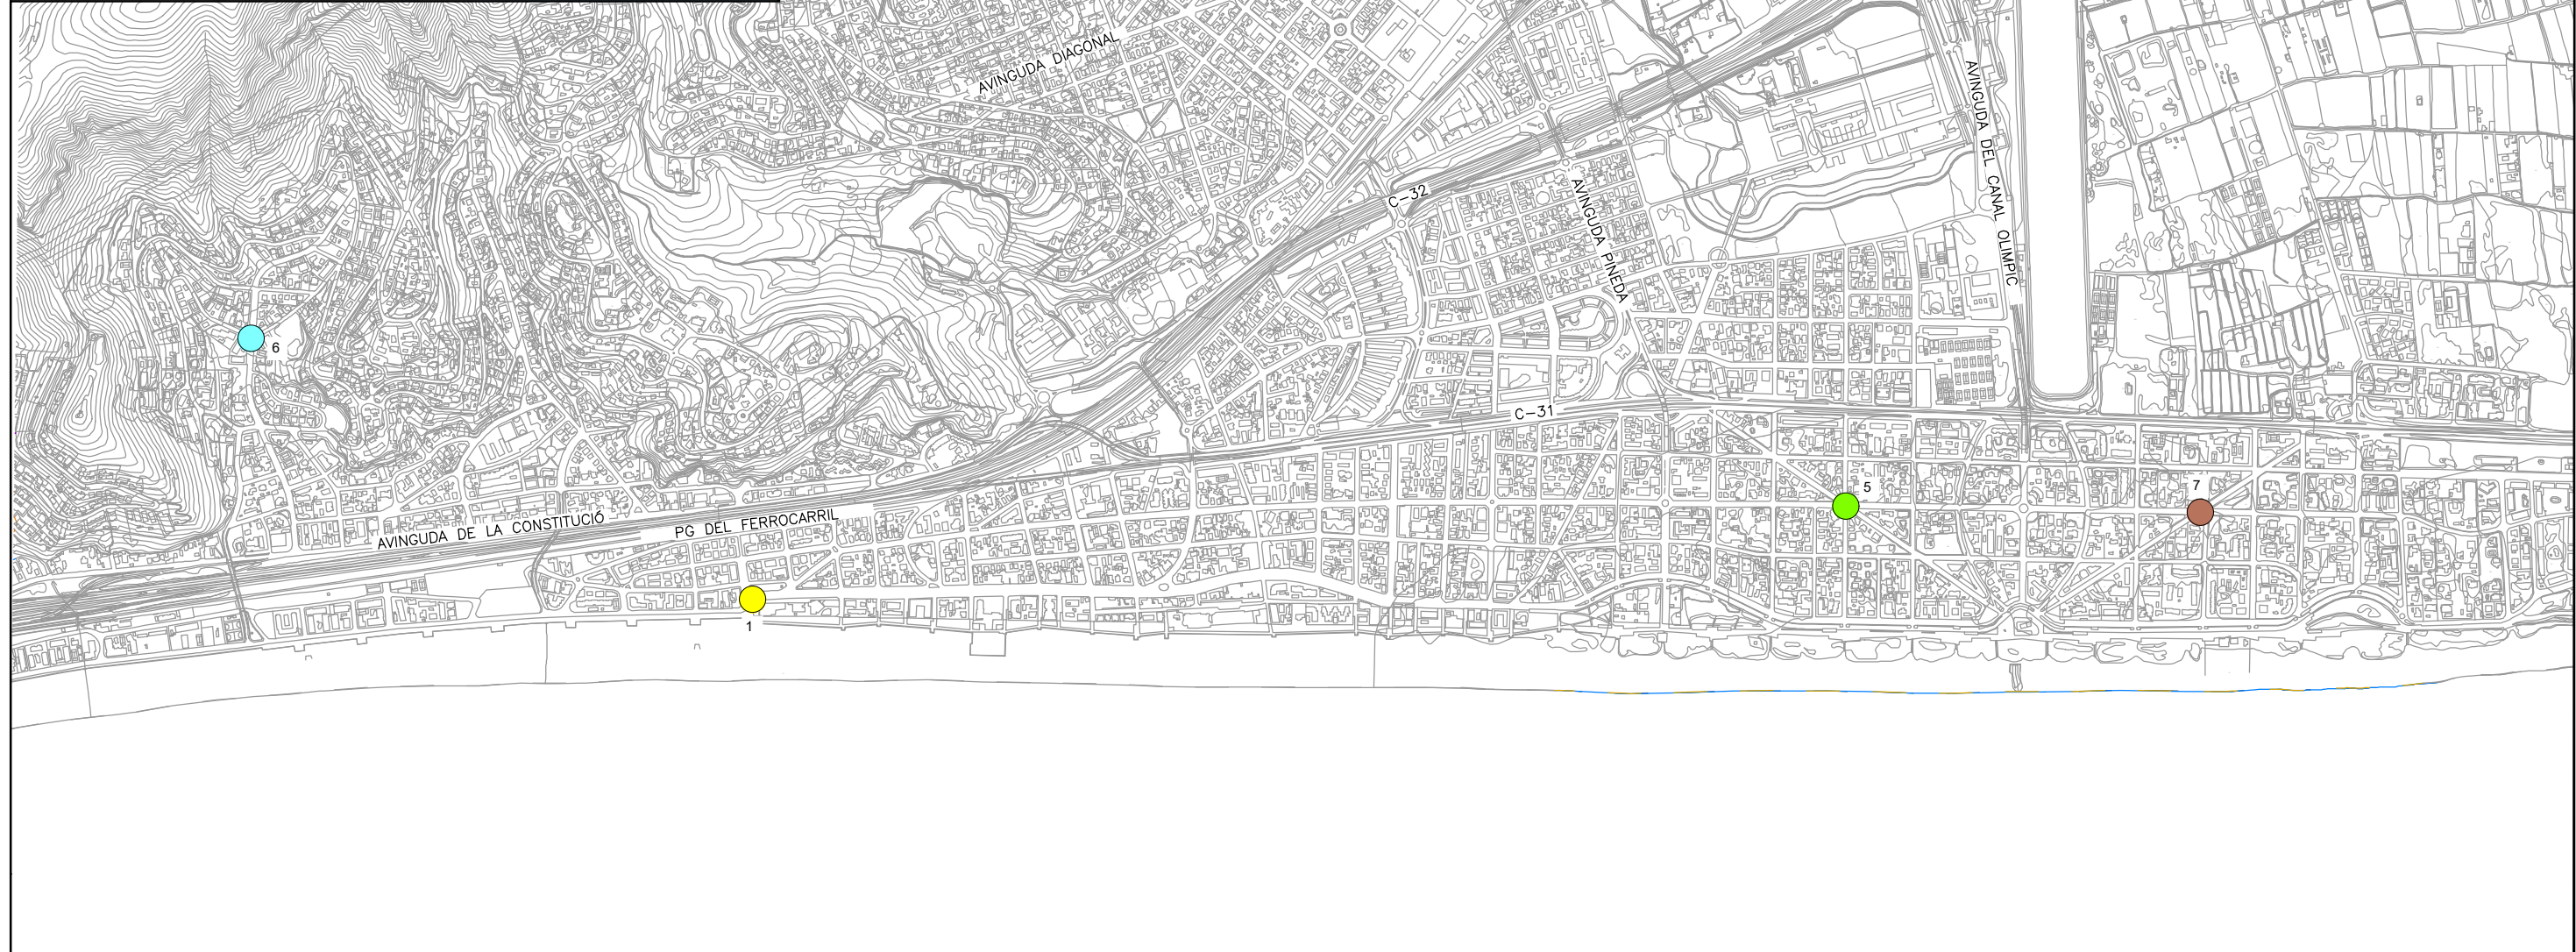 AVINGUDA DIAGONAL
AVINGUDA DEL CANAL OLIMPIC
C-32
AVINGUDA PINEDA
6
C-31
5
7
AVINGUDA DE LA CONSTITUCIÓ
PG DEL FERROCARRIL
1